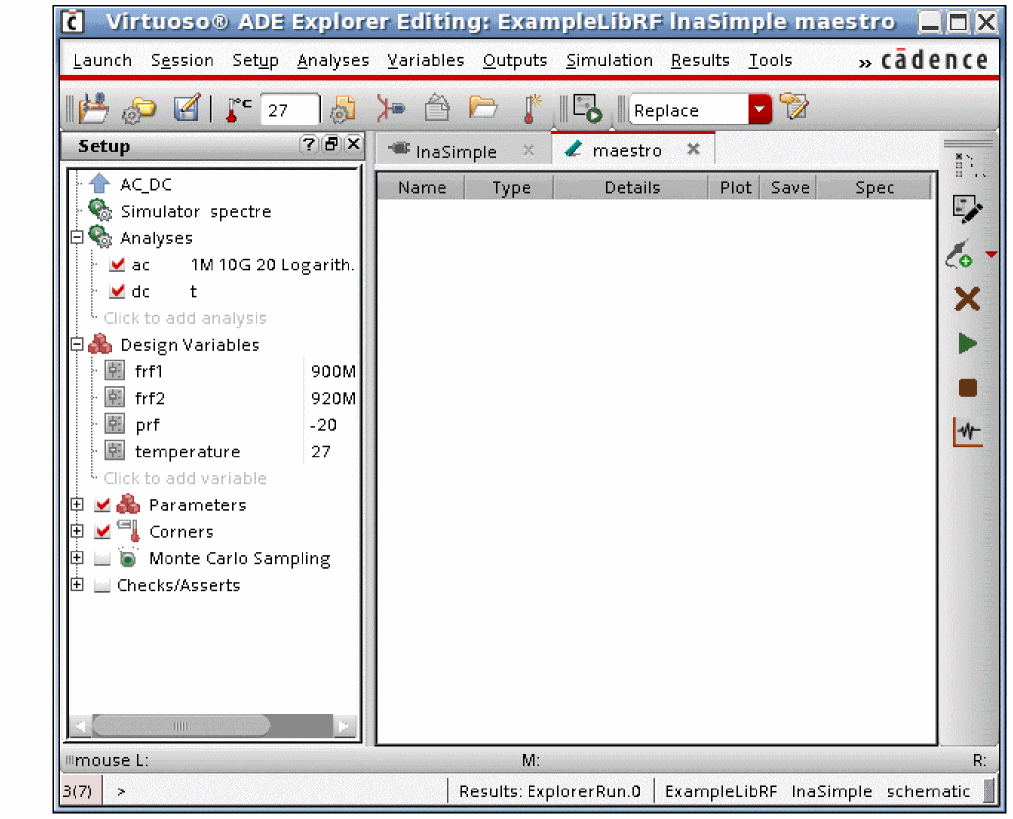 Virtuoso® ADE Explorer Editing: ExampleLibRF lnaSimple maestro
Launch Session Setup Analyses Variables Outputs Simulation Results Tools » cādence
°C 27 Replace
Setup ? lnaSimple maestro
Name Type Details Plot Save Spec
AC_DC
Simulator spectre
Analyses
ac 1M 10G 20 Logarith.
dc t
Click to add analysis
Design Variables
frf1 900M
frf2 920M
prf -20
temperature 27
Click to add variable
Parameters
Corners
Monte Carlo Sampling
Checks/Asserts
mouse L: M: R:
3(7) > Results: ExplorerRun.0 ExampleLibRF lnaSimple schematic